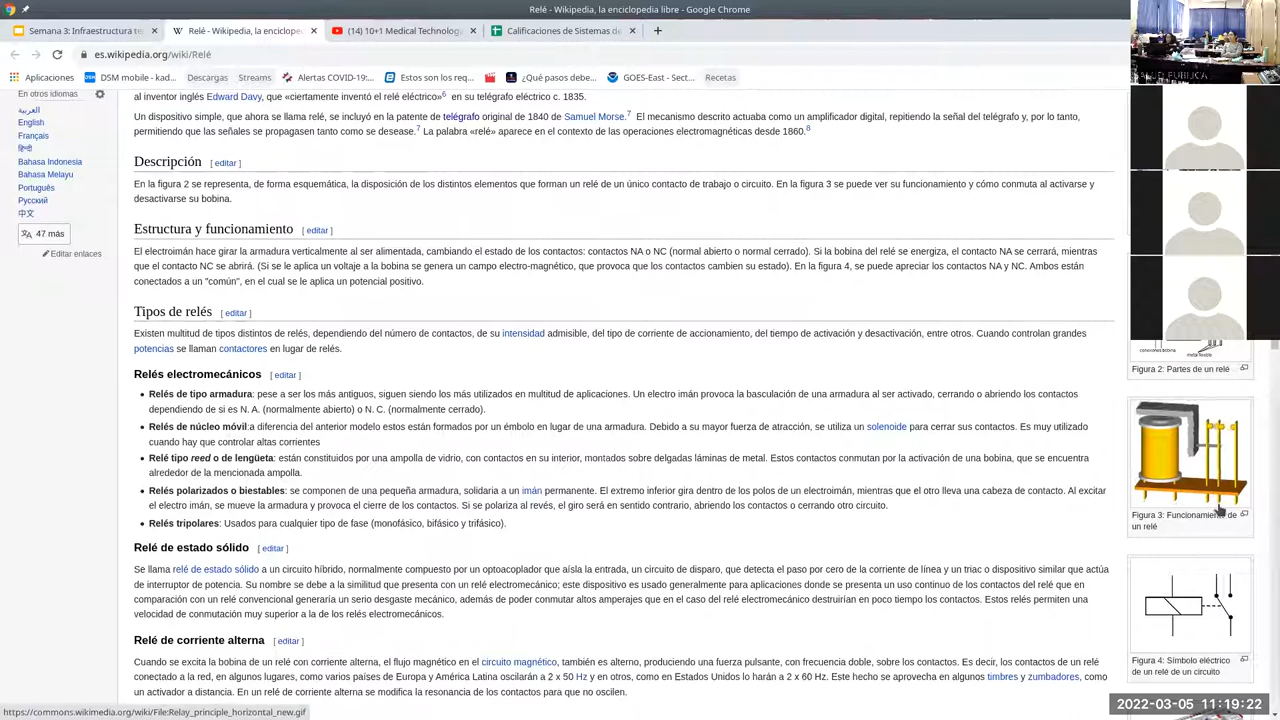 Relé - Wikipedia, la enciclopedia libre - Google Chrome
Semana 3: Infraestructura te
Relé - Wikipedia, la encicloped
(14) 10+1 Medical Technolog
Calificaciones de Sistemas de
es.wikipedia.org/wiki/Relé
Aplicaciones
DSM mobile - kad...
Descargas
Streams
Alertas COVID-19:...
Estos son los req...
¿Qué pasos debe...
GOES-East - Sect...
Recetas
SALUD PUBLICA
En otros idiomas
العربية
English
Français
हिन्दी
Bahasa Indonesia
Bahasa Melayu
Português
Русский
中文
47 más
Editar enlaces
al inventor inglés Edward Davy, que «ciertamente inventó el relé eléctrico»6 en su telégrafo eléctrico c. 1835.
Un dispositivo simple, que ahora se llama relé, se incluyó en la patente de telégrafo original de 1840 de Samuel Morse.7 El mecanismo descrito actuaba como un amplificador digital, repitiendo la señal del telégrafo y, por lo tanto,
permitiendo que las señales se propagasen tanto como se desease.7 La palabra «relé» aparece en el contexto de las operaciones electromagnéticas desde 1860.8
Descripción [ editar ]
En la figura 2 se representa, de forma esquemática, la disposición de los distintos elementos que forman un relé de un único contacto de trabajo o circuito. En la figura 3 se puede ver su funcionamiento y cómo conmuta al activarse y
desactivarse su bobina.
Estructura y funcionamiento [ editar ]
El electroimán hace girar la armadura verticalmente al ser alimentada, cambiando el estado de los contactos: contactos NA o NC (normal abierto o normal cerrado). Si la bobina del relé se energiza, el contacto NA se cerrará, mientras
que el contacto NC se abrirá. (Si se le aplica un voltaje a la bobina se genera un campo electro-magnético, que provoca que los contactos cambien su estado). En la figura 4, se puede apreciar los contactos NA y NC. Ambos están
conectados a un "común", en el cual se le aplica un potencial positivo.
Tipos de relés [ editar ]
Existen multitud de tipos distintos de relés, dependiendo del número de contactos, de su intensidad admisible, del tipo de corriente de accionamiento, del tiempo de activación y desactivación, entre otros. Cuando controlan grandes
potencias se llaman contactores en lugar de relés.
Relés electromecánicos [ editar ]
• Relés de tipo armadura: pese a ser los más antiguos, siguen siendo los más utilizados en multitud de aplicaciones. Un electro imán provoca la basculación de una armadura al ser activado, cerrando o abriendo los contactos
dependiendo de si es N. A. (normalmente abierto) o N. C. (normalmente cerrado).
• Relés de núcleo móvil:a diferencia del anterior modelo estos están formados por un émbolo en lugar de una armadura. Debido a su mayor fuerza de atracción, se utiliza un solenoide para cerrar sus contactos. Es muy utilizado
cuando hay que controlar altas corrientes
• Relé tipo reed o de lengüeta: están constituidos por una ampolla de vidrio, con contactos en su interior, montados sobre delgadas láminas de metal. Estos contactos conmutan por la activación de una bobina, que se encuentra
alrededor de la mencionada ampolla.
• Relés polarizados o biestables: se componen de una pequeña armadura, solidaria a un imán permanente. El extremo inferior gira dentro de los polos de un electroimán, mientras que el otro lleva una cabeza de contacto. Al excitar
el electro imán, se mueve la armadura y provoca el cierre de los contactos. Si se polariza al revés, el giro será en sentido contrario, abriendo los contactos o cerrando otro circuito.
• Relés tripolares: Usados para cualquier tipo de fase (monofásico, bifásico y trifásico).
Relé de estado sólido [ editar ]
Se llama relé de estado sólido a un circuito híbrido, normalmente compuesto por un optoacoplador que aísla la entrada, un circuito de disparo, que detecta el paso por cero de la corriente de línea y un triac o dispositivo similar que actúa
de interruptor de potencia. Su nombre se debe a la similitud que presenta con un relé electromecánico; este dispositivo es usado generalmente para aplicaciones donde se presenta un uso continuo de los contactos del relé que en
comparación con un relé convencional generaría un serio desgaste mecánico, además de poder conmutar altos amperajes que en el caso del relé electromecánico destruirían en poco tiempo los contactos. Estos relés permiten una
velocidad de conmutación muy superior a la de los relés electromecánicos.
Relé de corriente alterna [ editar ]
Cuando se excita la bobina de un relé con corriente alterna, el flujo magnético en el circuito magnético, también es alterno, produciendo una fuerza pulsante, con frecuencia doble, sobre los contactos. Es decir, los contactos de un relé
conectado a la red, en algunos lugares, como varios países de Europa y América Latina oscilarán a 2 x 50 Hz y en otros, como en Estados Unidos lo harán a 2 x 60 Hz. Este hecho se aprovecha en algunos timbres y zumbadores, como
un activador a distancia. En un relé de corriente alterna se modifica la resonancia de los contactos para que no oscilen.
conexiones bobina
metal flexible
Figura 2: Partes de un relé
Figura 3: Funcionamiento de
un relé
Figura 4: Símbolo eléctrico
de un relé de un circuito
2022-03-05 11:19:22
https://commons.wikimedia.org/wiki/File:Relay_principle_horizontal_new.gif